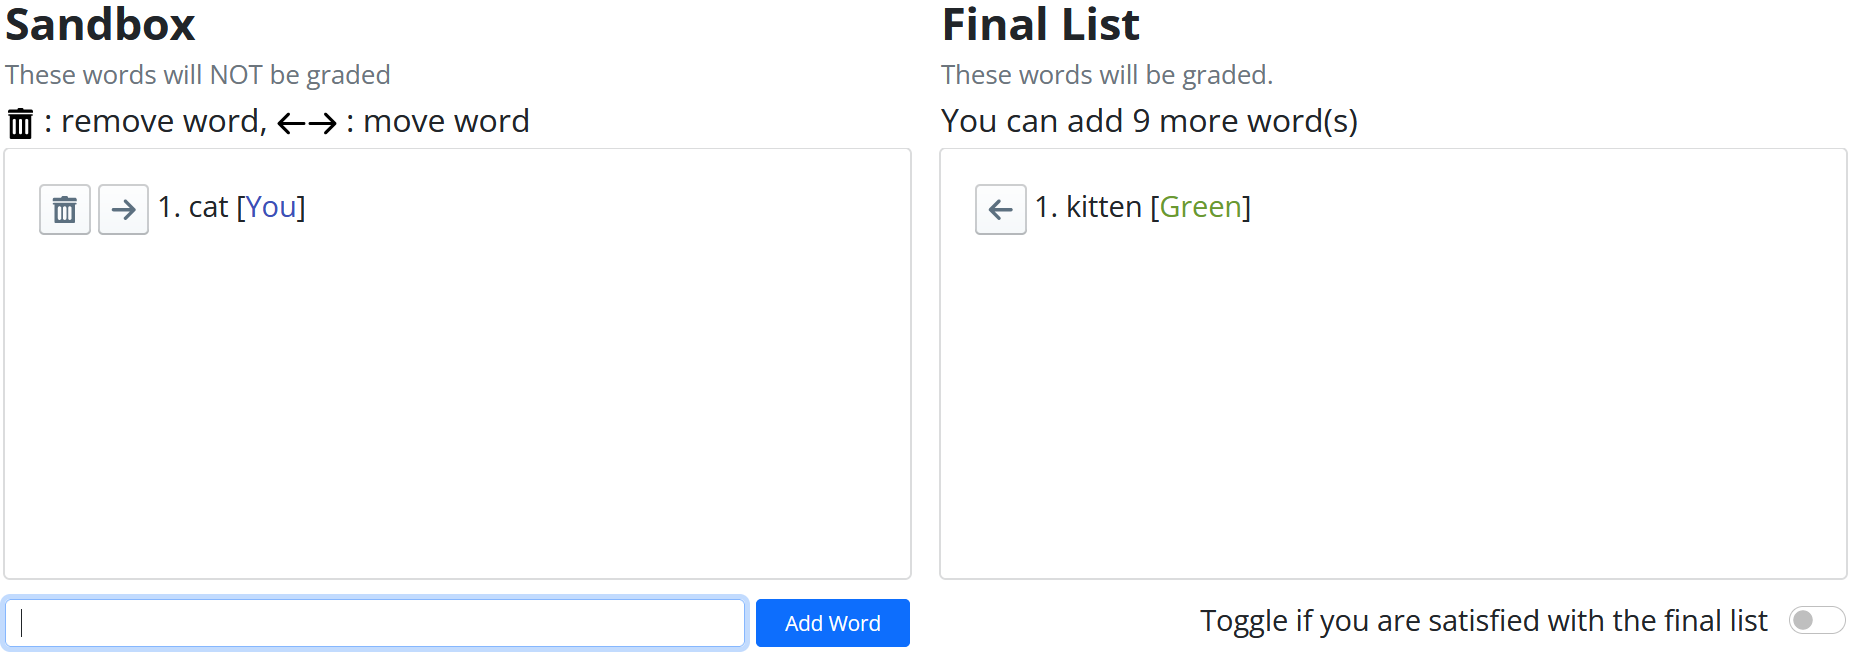 Sandbox
These words will NOT be graded
: remove word, ←→ : move word
1. cat [You]
Add Word
Final List
These words will be graded.
You can add 9 more word(s)
1. kitten [Green]
Toggle if you are satisfied with the final list